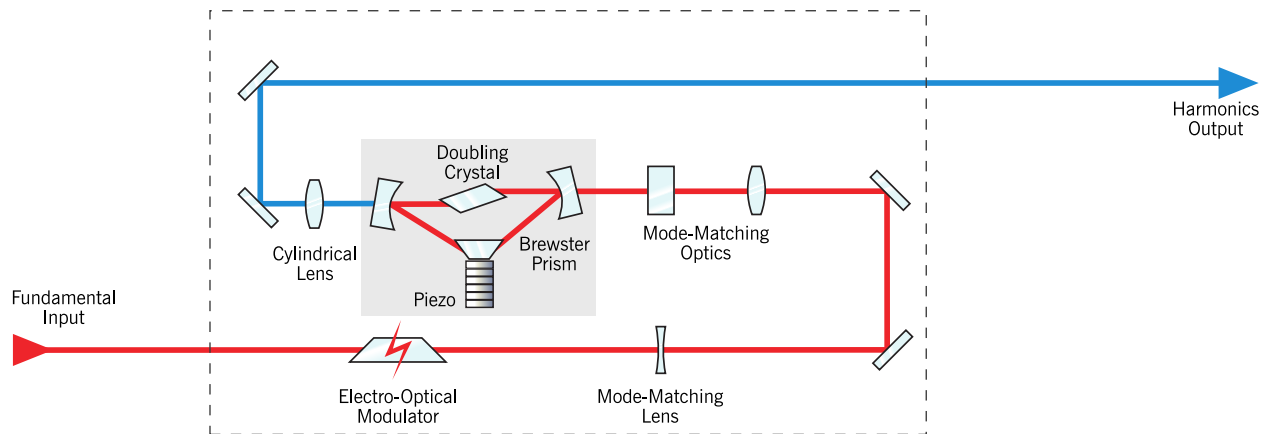 Harmonics
Output
Doubling
Crystal
Cylindrical
Lens
Brewster
Prism
Mode-Matching
Optics
Piezo
Fundamental
Input
Electro-Optical
Modulator
Mode-Matching
Lens